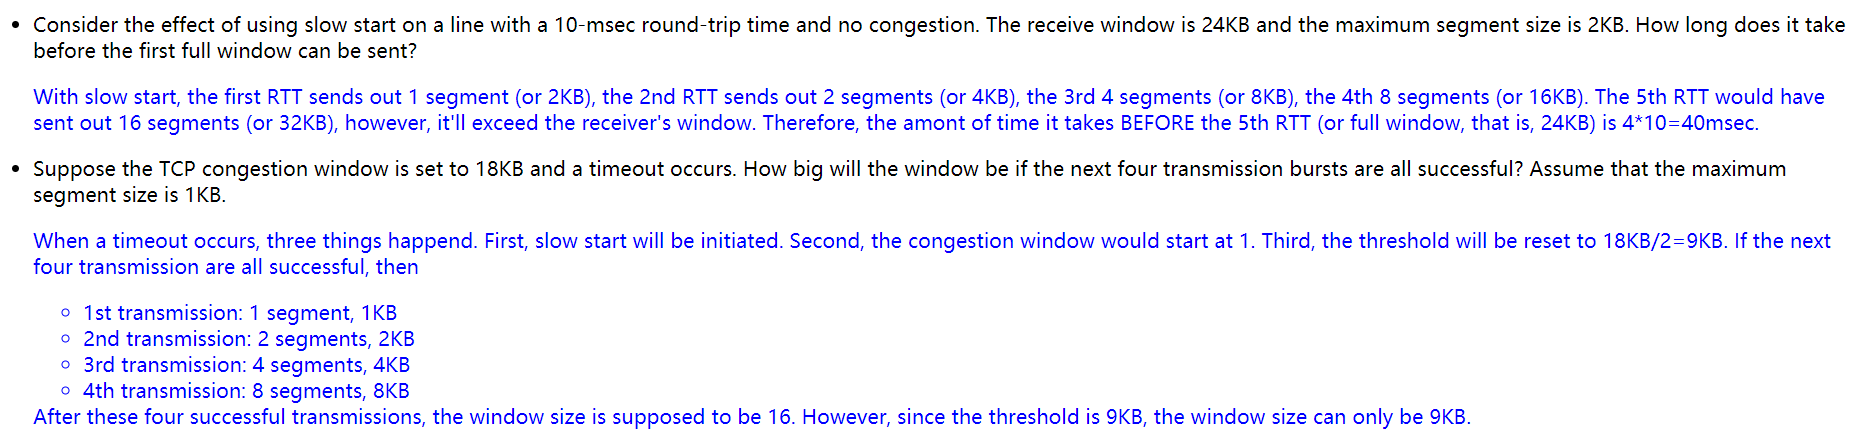 • Consider the effect of using slow start on a line with a 10-msec round-trip time and no congestion. The receive window is 24KB and the maximum segment size is 2KB. How long does it take
before the first full window can be sent?
With slow start, the first RTT sends out 1 segment (or 2KB), the 2nd RTT sends out 2 segments (or 4KB), the 3rd 4 segments (or 8KB), the 4th 8 segments (or 16KB). The 5th RTT would have
sent out 16 segments (or 32KB), however, it'll exceed the receiver's window. Therefore, the amont of time it takes BEFORE the 5th RTT (or full window, that is, 24KB) is 4*10=40msec.
• Suppose the TCP congestion window is set to 18KB and a timeout occurs. How big will the window be if the next four transmission bursts are all successful? Assume that the maximum
segment size is 1KB.
When a timeout occurs, three things happend. First, slow start will be initiated. Second, the congestion window would start at 1. Third, the threshold will be reset to 18KB/2=9KB. If the next
four transmission are all successful, then
◦ 1st transmission: 1 segment, 1KB
◦ 2nd transmission: 2 segments, 2KB
◦ 3rd transmission: 4 segments, 4KB
◦ 4th transmission: 8 segments, 8KB
After these four successful transmissions, the window size is supposed to be 16. However, since the threshold is 9KB, the window size can only be 9KB.